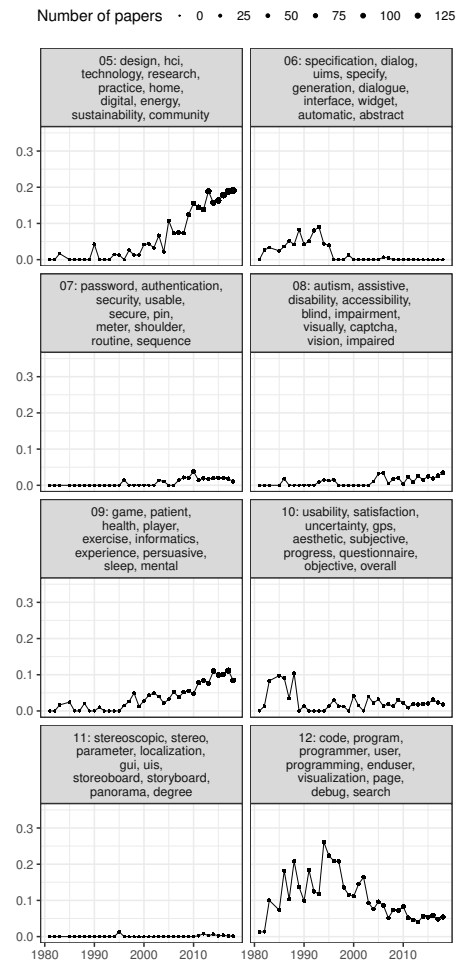 Number of papers 0 25 50 75 100 125
05: design, hci,
technology, research,
practice, home,
digital, energy,
sustainability, community
06: specification, dialog,
uims, specify,
generation, dialogue,
interface, widget,
automatic, abstract
0.3
0.2
0.1
0.0
07: password, authentication,
security, usable,
secure, pin,
meter, shoulder,
routine, sequence
08: autism, assistive,
disability, accessibility,
blind, impairment,
visually, captcha,
vision, impaired
0.3
0.2
0.1
0.0
09: game, patient,
health, player,
exercise, informatics,
experience, persuasive,
sleep, mental
10: usability, satisfaction,
uncertainty, gps,
aesthetic, subjective,
progress, questionnaire,
objective, overall
0.3
0.2
0.1
0.0
11: stereoscopic, stereo,
parameter, localization,
gui, uis,
storeoboard, storyboard,
panorama, degree
12: code, program,
programmer, user,
programming, enduser,
visualization, page,
debug, search
0.3
0.2
0.1
0.0
1980 1990 2000 2010 1980 1990 2000 2010